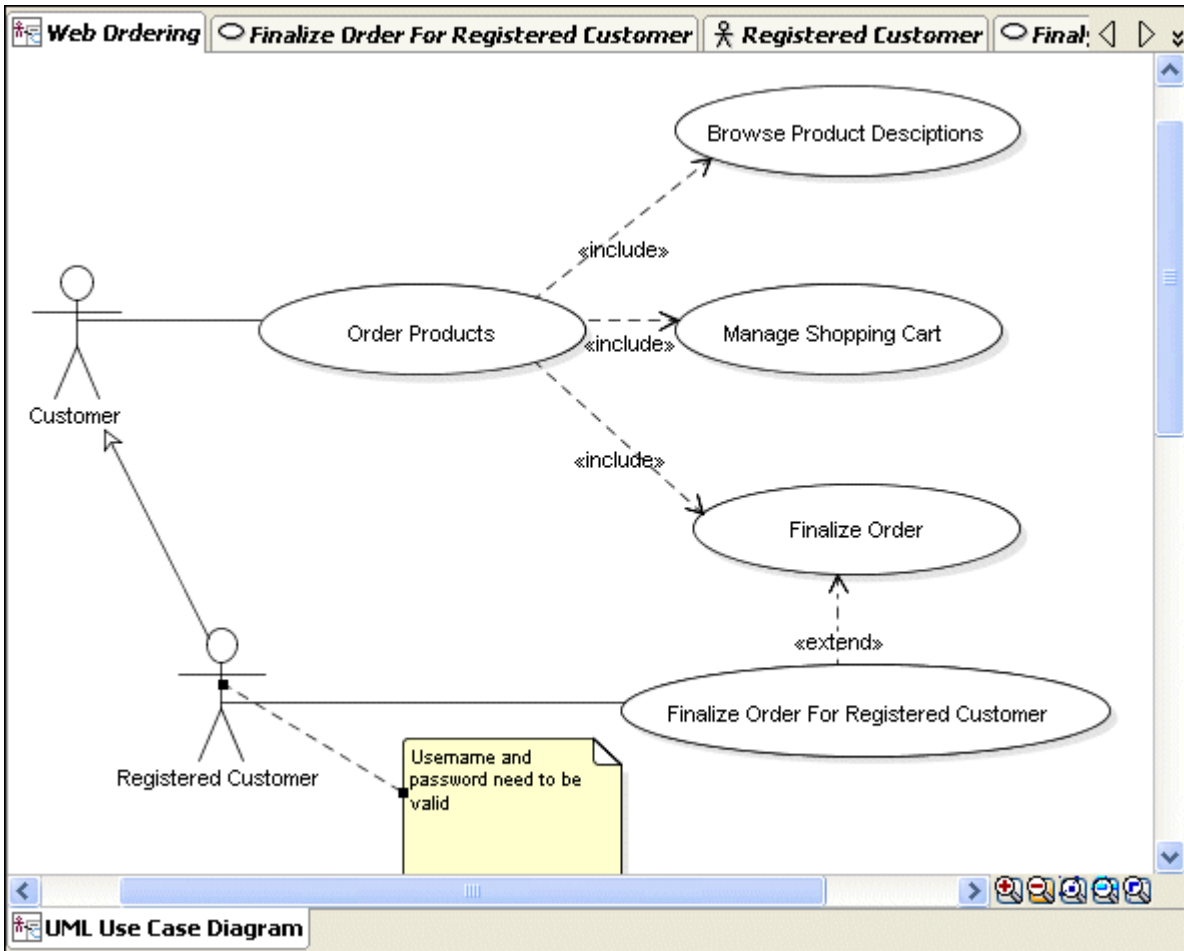 Web Ordering
Finalize Order For Registered Customer
Registered Customer
Final
Browse Product Desciptions
«include»
Order Products
«include»
Manage Shopping Cart
Customer
«include»
Finalize Order
«extend»
Finalize Order For Registered Customer
Registered Customer
Username and
password need to be
valid
UML Use Case Diagram